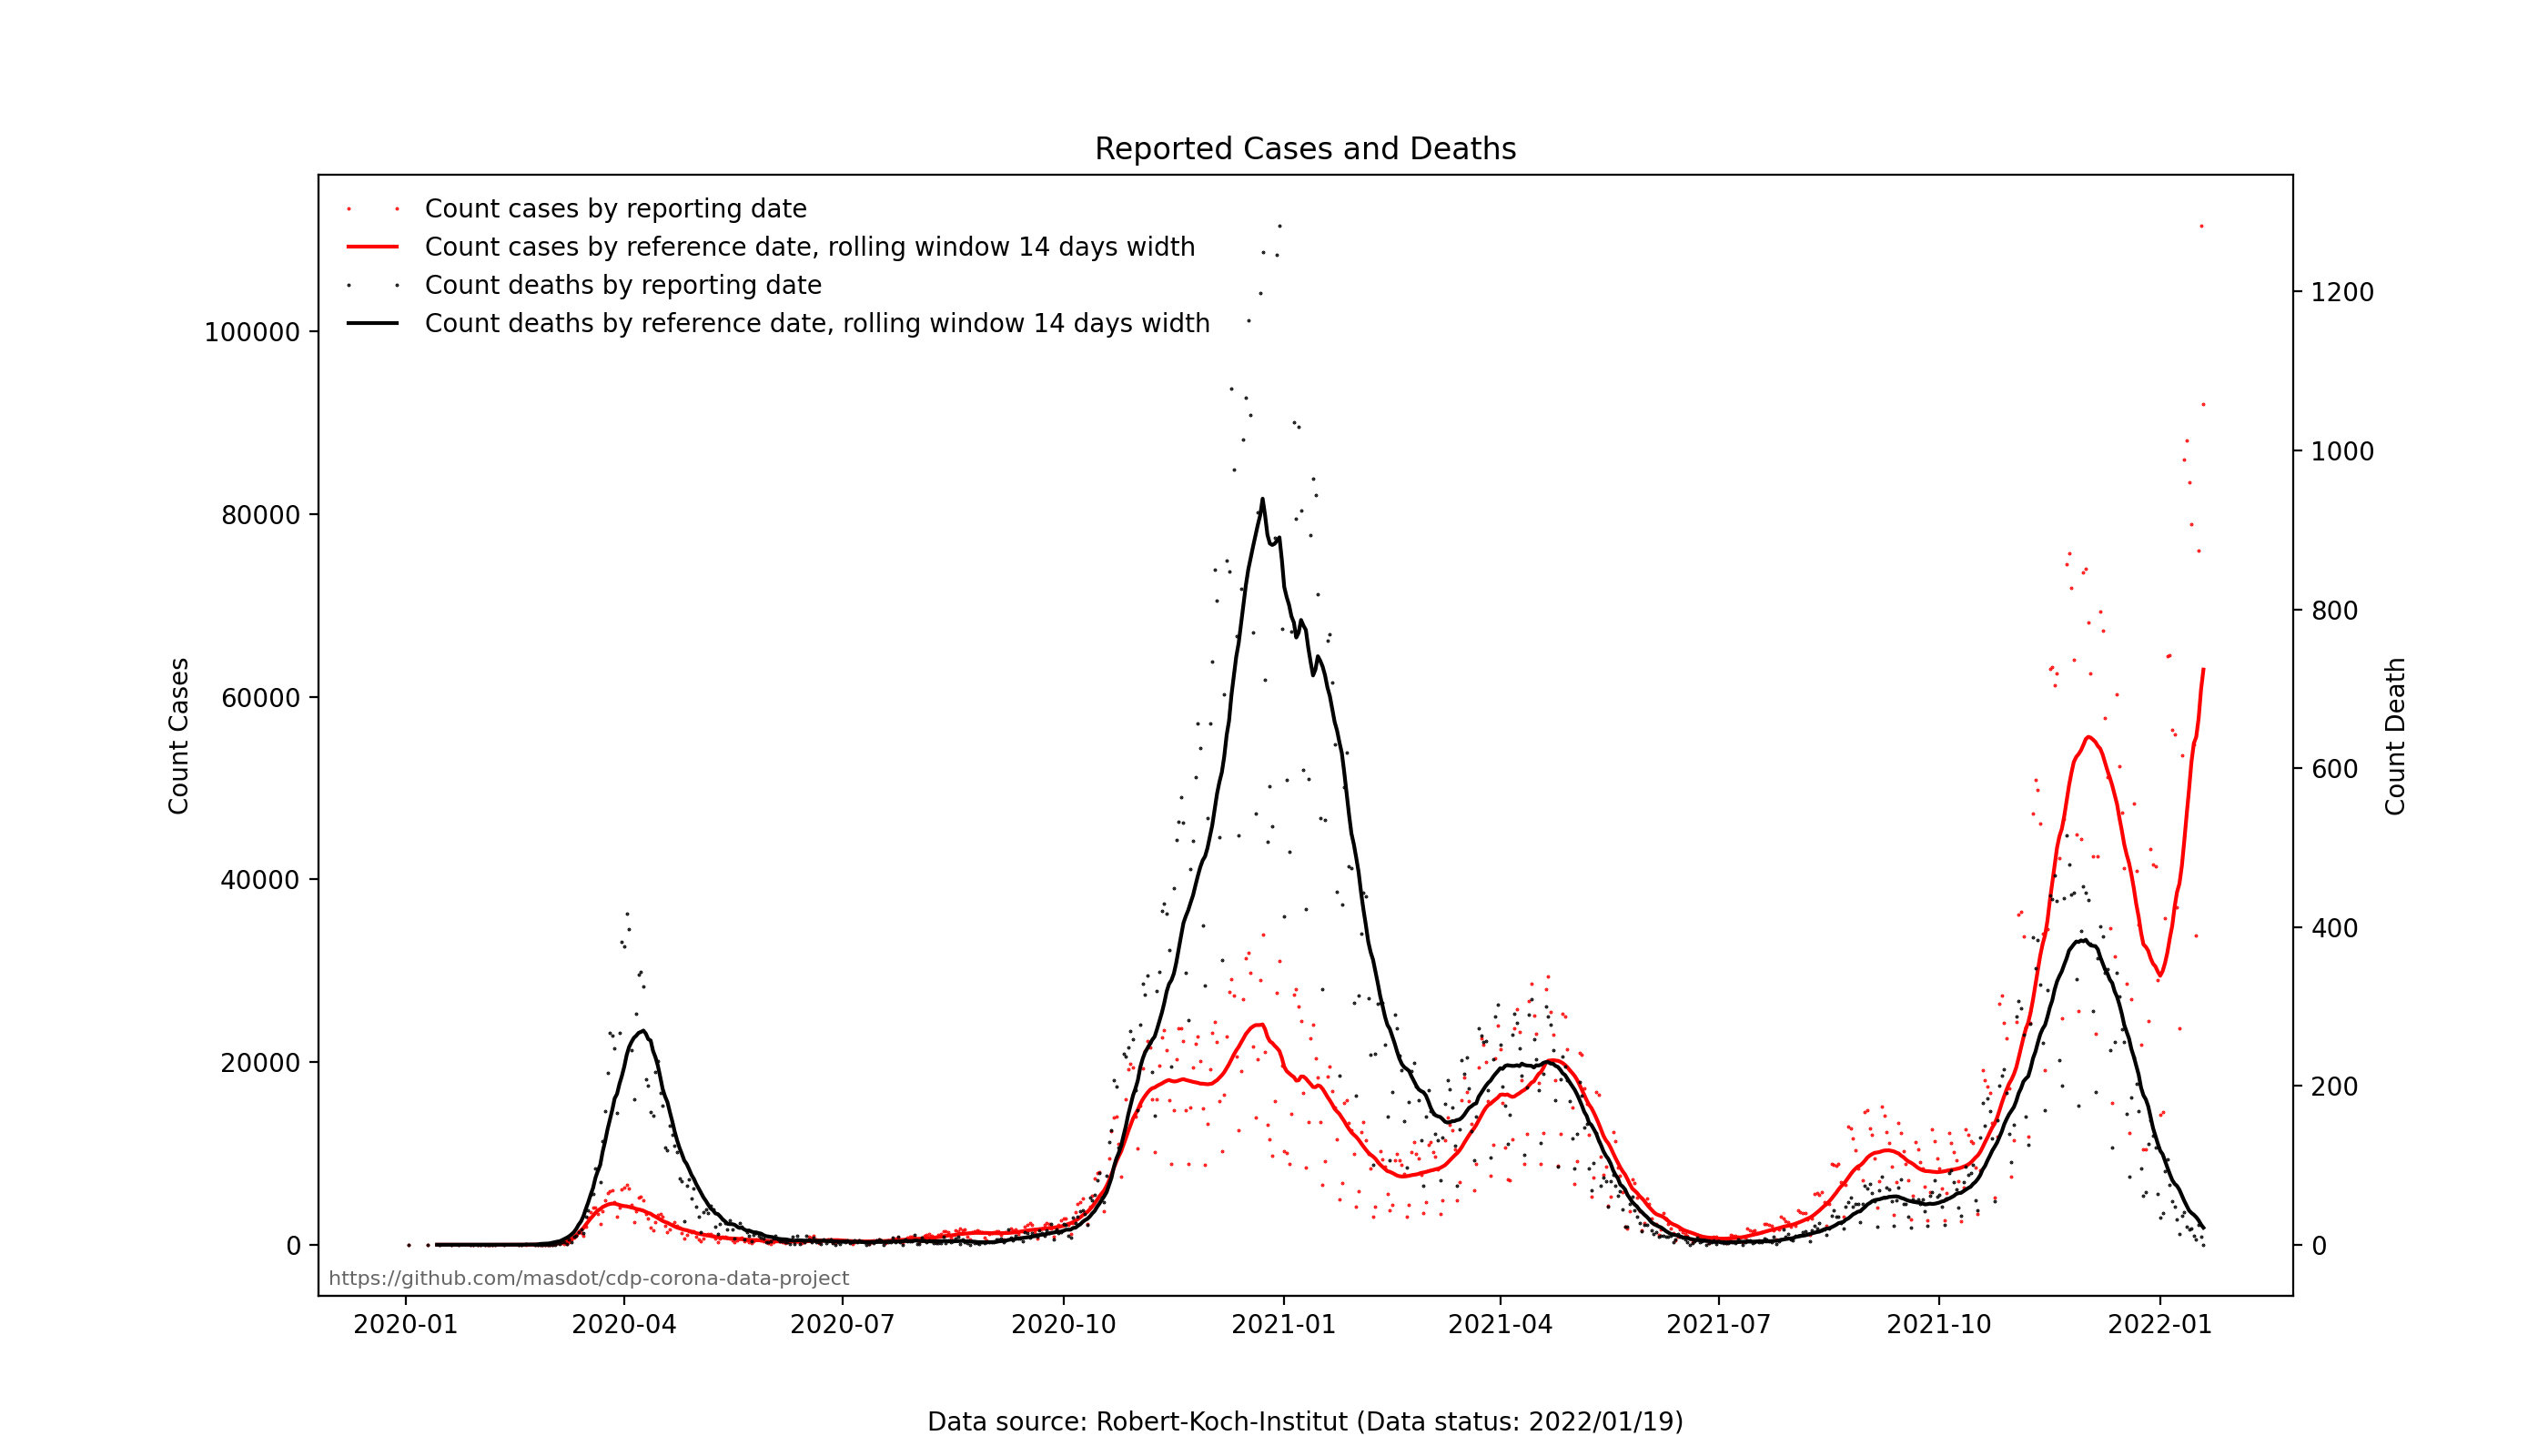 Reported Cases and Deaths
Count cases by reporting date
Count cases by reference date, rolling window 14 days width
Count deaths by reporting date
Count deaths by reference date, rolling window 14 days width
100000
80000
60000
40000
20000
0
Count Cases
1200
1000
800
600
400
200
0
Count Death
https://github.com/masdot/cdp-corona-data-project
2020-01 2020-04 2020-07 2020-10 2021-01 2021-04 2021-07 2021-10 2022-01
Data source: Robert-Koch-Institut (Data status: 2022/01/19)